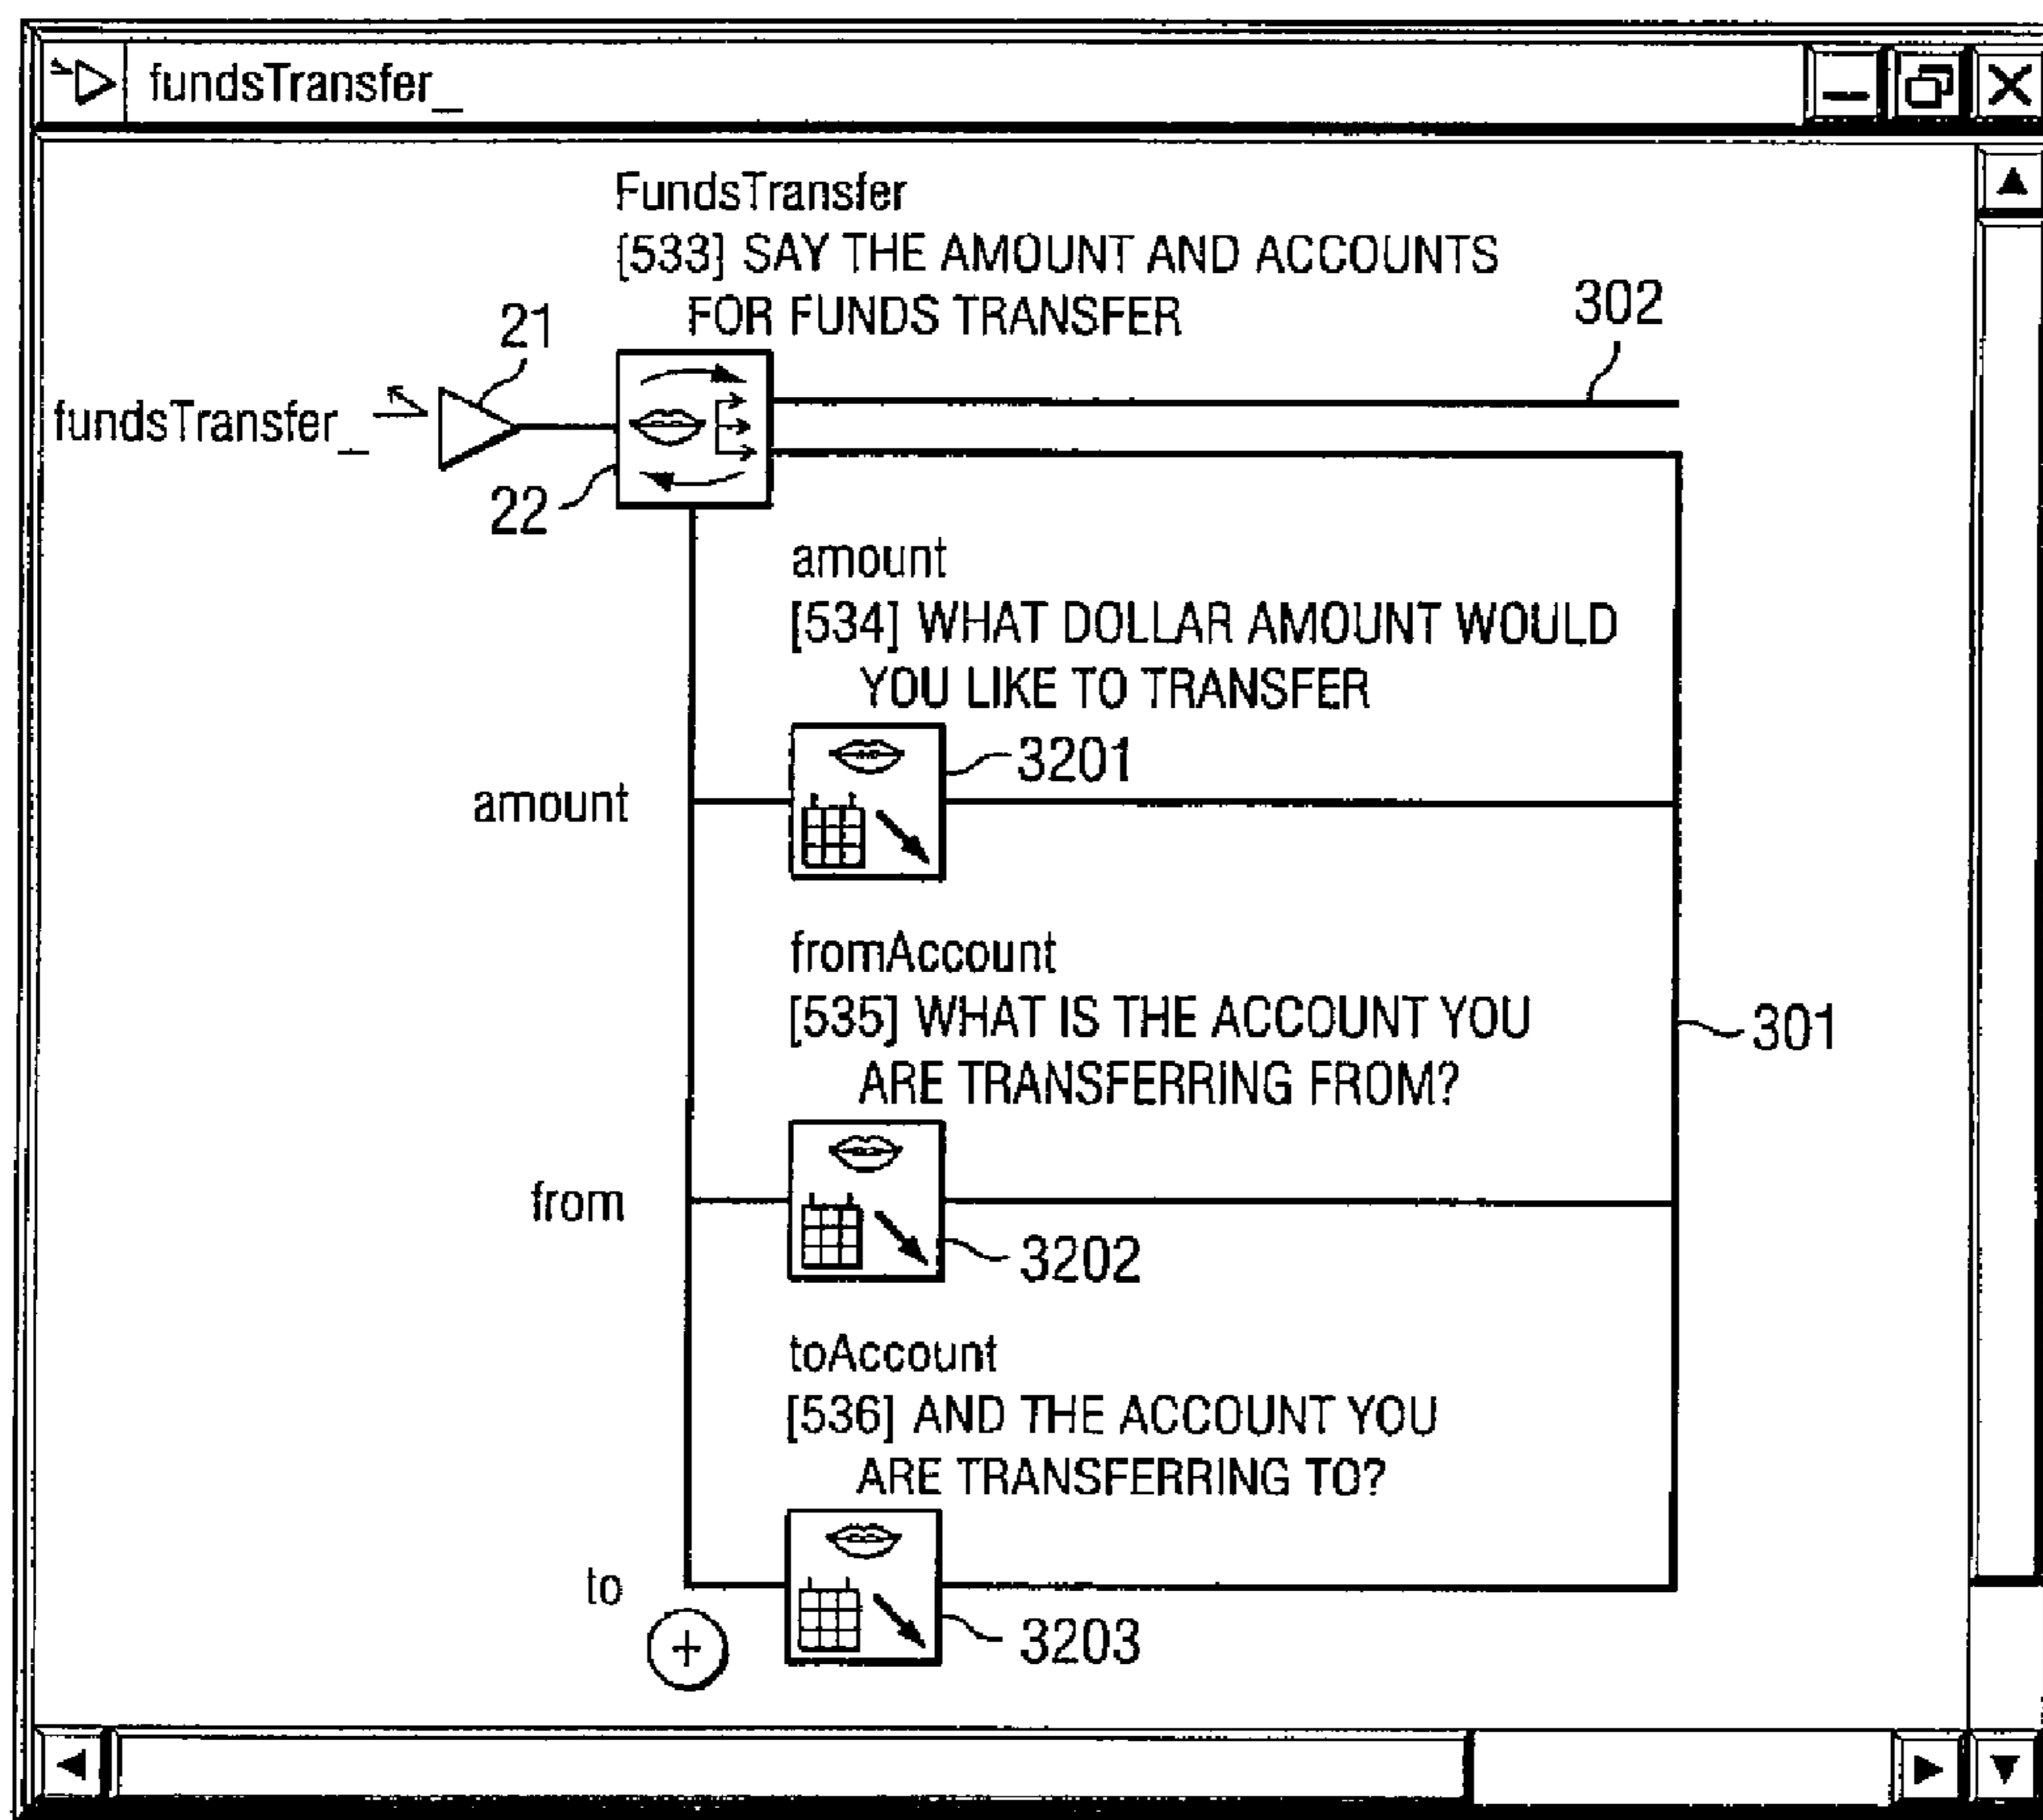 fundsTransfer_
FundsTransfer
[533] SAY THE AMOUNT AND ACCOUNTS
FOR FUNDS TRANSFER
302
21
fundsTransfer_
22
amount
[534] WHAT DOLLAR AMOUNT WOULD
YOU LIKE TO TRANSFER
3201
amount
fromAccount
[535] WHAT IS THE ACCOUNT YOU
ARE TRANSFERRING FROM?
301
from
3202
toAccount
[536] AND THE ACCOUNT YOU
ARE TRANSFERRING TO?
to
3203